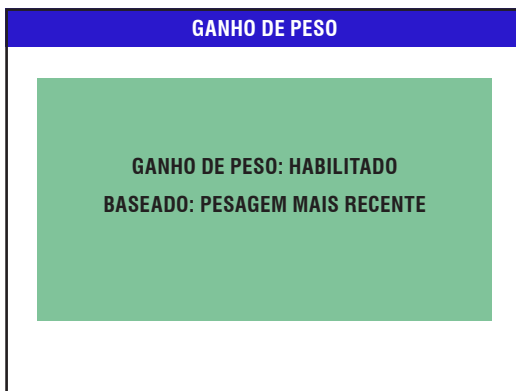 GANHO DE PESO
GANHO DE PESO: HABILITADO
BASEADO: PESAGEM MAIS RECENTE